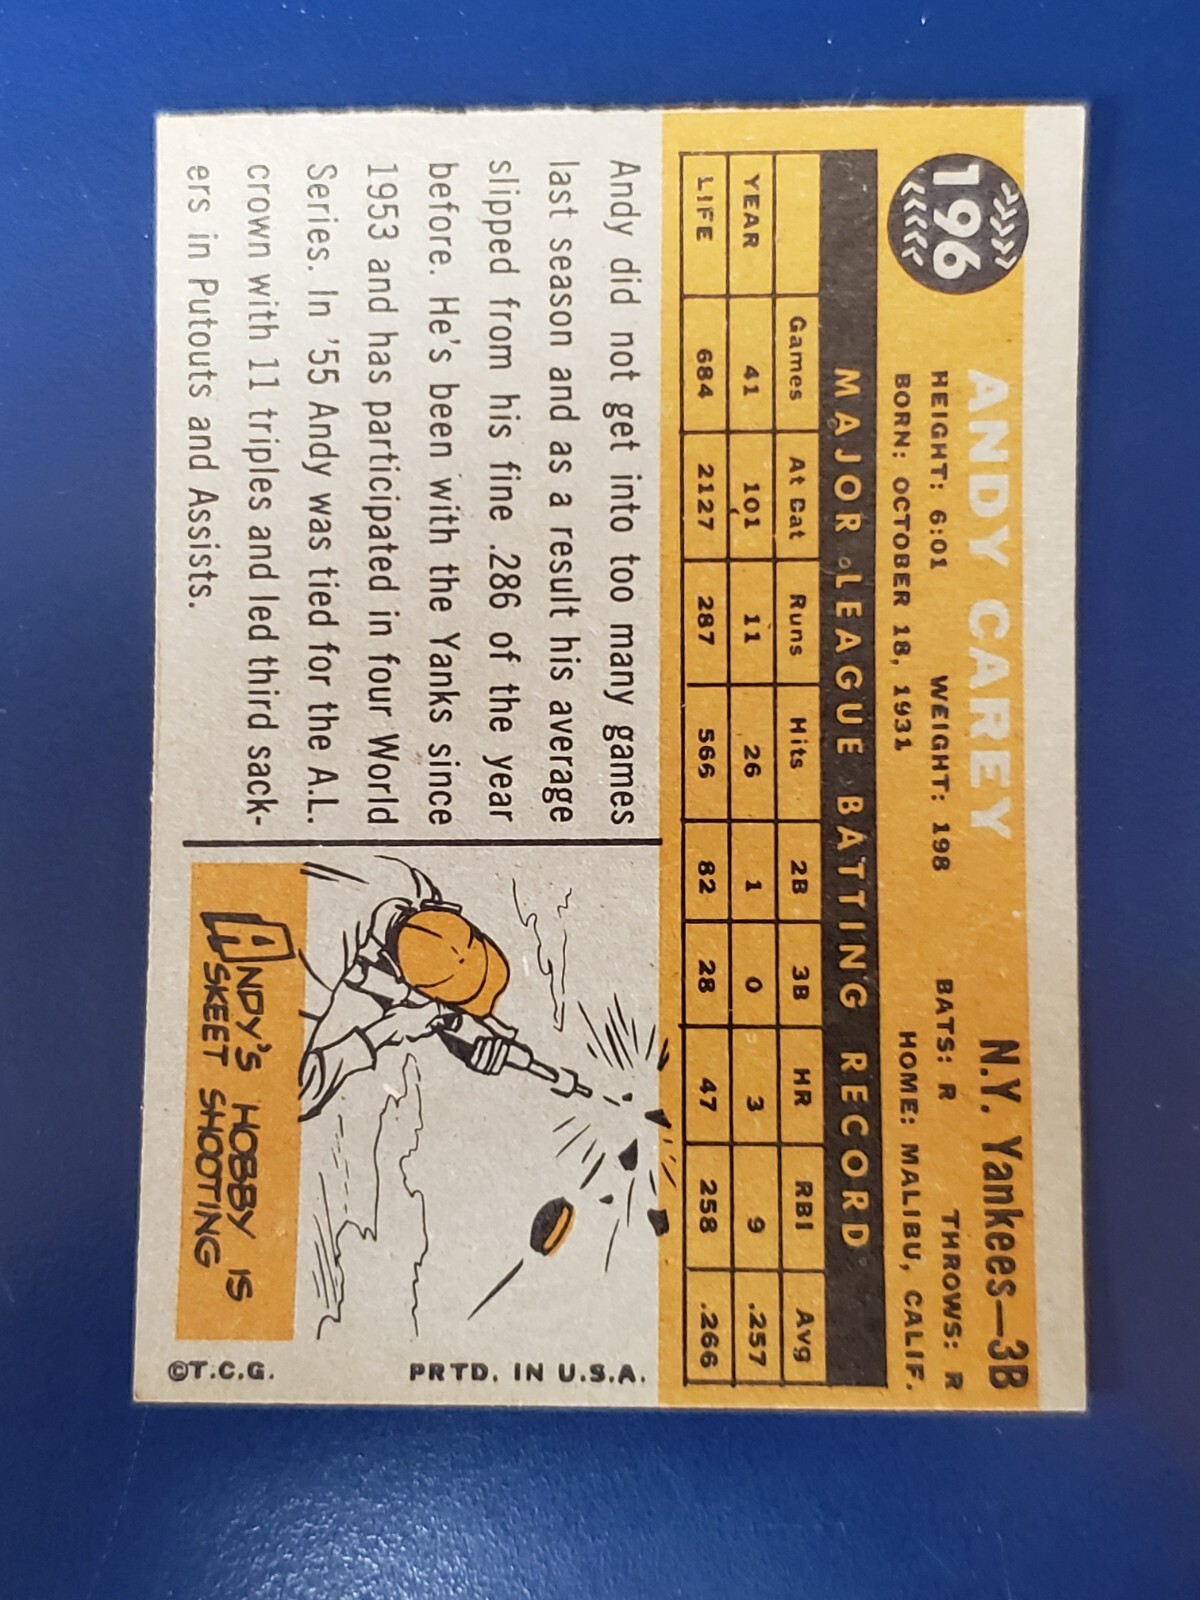 196
ANDY CAREY
N.Y. Yankees—3B
HEIGHT: 6:01 WEIGHT: 198 BATS: R THROWS: R
BORN: OCTOBER 18, 1931 HOME: MALIBU, CALIF.
MAJOR LEAGUE BATTING RECORD
Games At Bat Runs Hits 2B 3B HR RBI Avg
YEAR 41 101 11 26 1 0 3 9 .257
LIFE 684 2127 287 566 82 28 47 258 .266
Andy did not get into too many games
last season and as a result his average
slipped from his fine .286 of the year
before. He's been with the Yanks since
1953 and has participated in four World
Series. In '55 Andy was tied for the A.L.
crown with 11 triples and led third sack-
ers in Putouts and Assists.
ANDY'S HOBBY IS
SKEET SHOOTING
©T.C.G. PRTD. IN U.S.A.